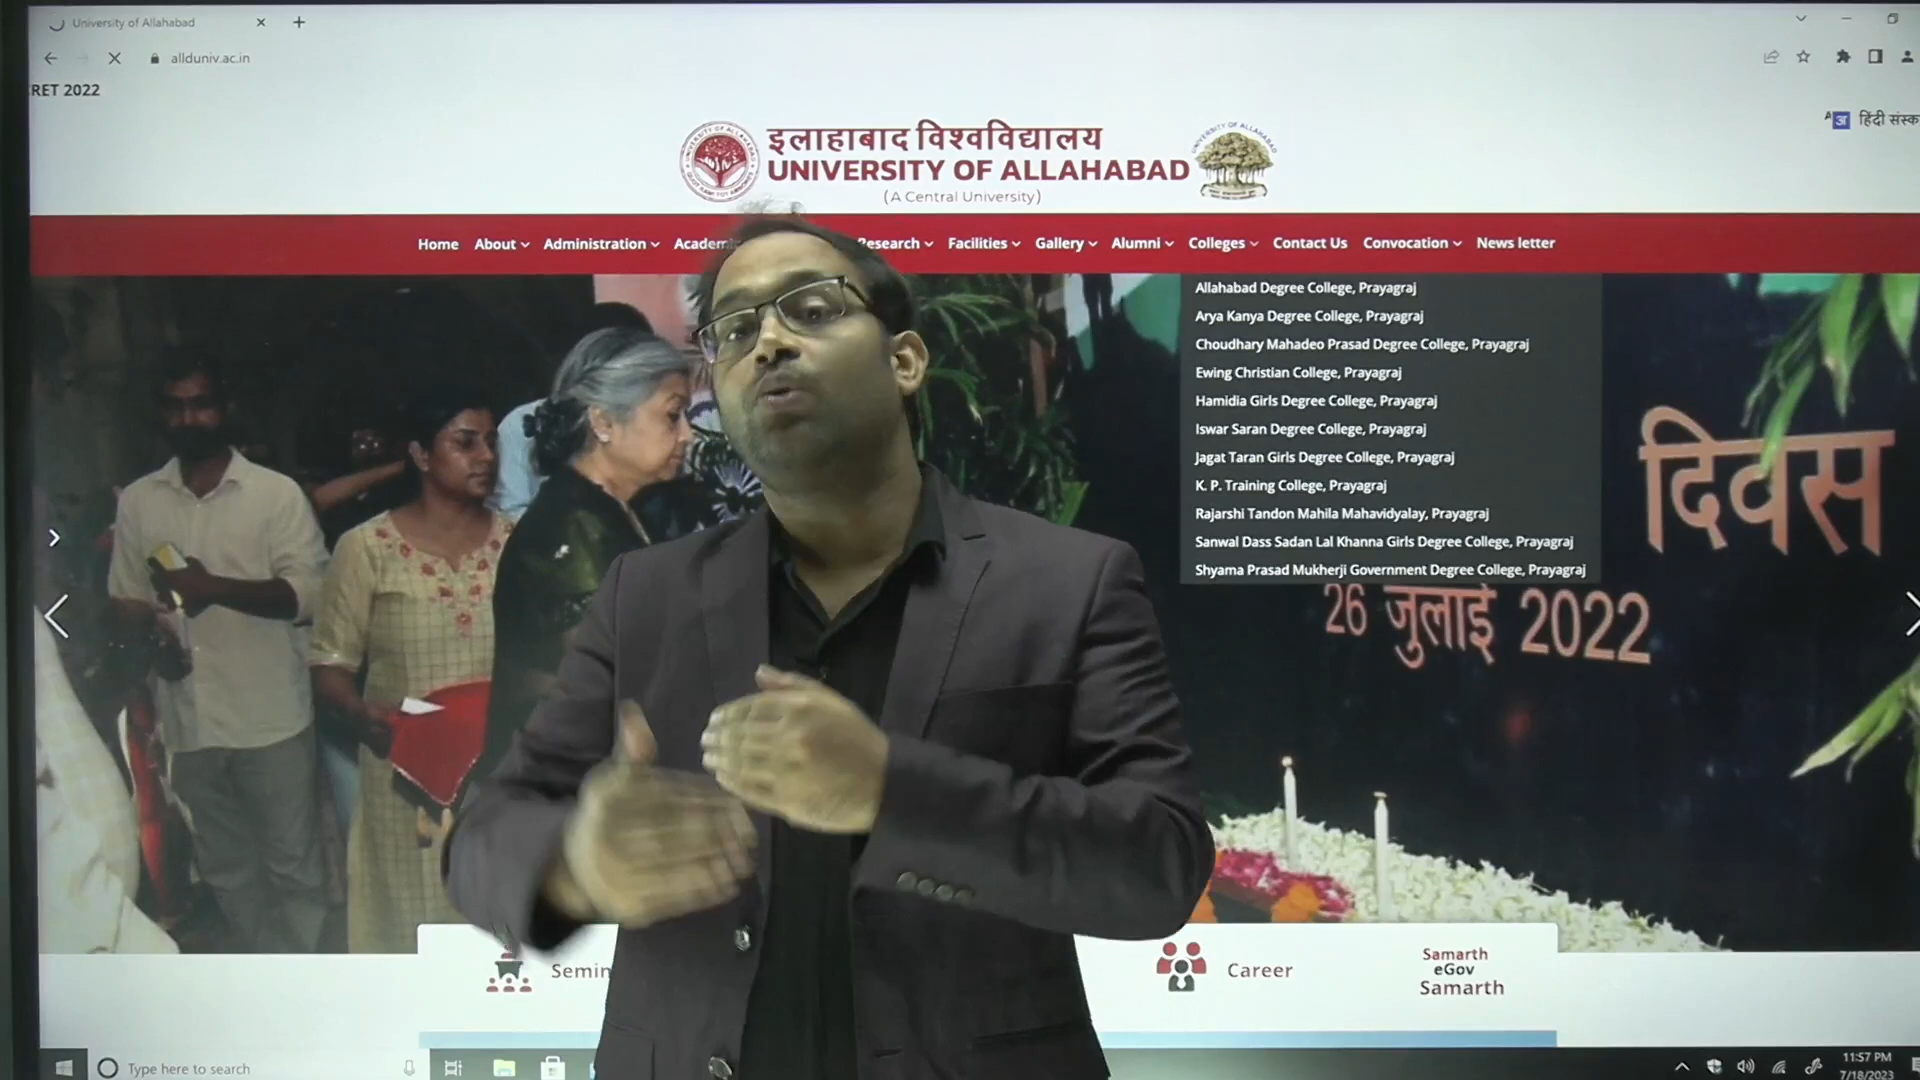 University of Allahabad
allduniv.ac.in
RET 2022
हिंदी संस्क
इलाहाबाद विश्वविद्यालय
UNIVERSITY OF ALLAHABAD
(A Central University)
Home About Administration Academi Research Facilities Gallery Alumni Colleges Contact Us Convocation News letter
Allahabad Degree College, Prayagraj
Arya Kanya Degree College, Prayagraj
Choudhary Mahadeo Prasad Degree College, Prayagraj
Ewing Christian College, Prayagraj
Hamidia Girls Degree College, Prayagraj
Iswar Saran Degree College, Prayagraj
Jagat Taran Girls Degree College, Prayagraj
K. P. Training College, Prayagraj
Rajarshi Tandon Mahila Mahavidyalay, Prayagraj
Sanwal Dass Sadan Lal Khanna Girls Degree College, Prayagraj
Shyama Prasad Mukherji Government Degree College, Prayagraj
दिवस
26 जुलाई 2022
Semin
Career
Samarth
eGov
Samarth
Type here to search
11:57 PM
7/18/2023